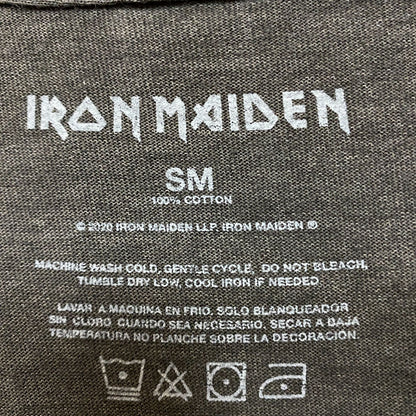 IRON MAIDEN
SM
100% COTTON
© 2020 IRON MAIDEN LLP. IRON MAIDEN ®
MACHINE WASH COLD, GENTLE CYCLE, DO NOT BLEACH,
TUMBLE DRY LOW, COOL IRON IF NEEDED.
LAVAR A MAQUINA EN FRIO, SOLO BLANQUEADOR
SIN CLORO CUANDO SEA NECESARIO, SECAR A BAJA
TEMPERATURA NO PLANCHE SOBRE LA DECORACION.